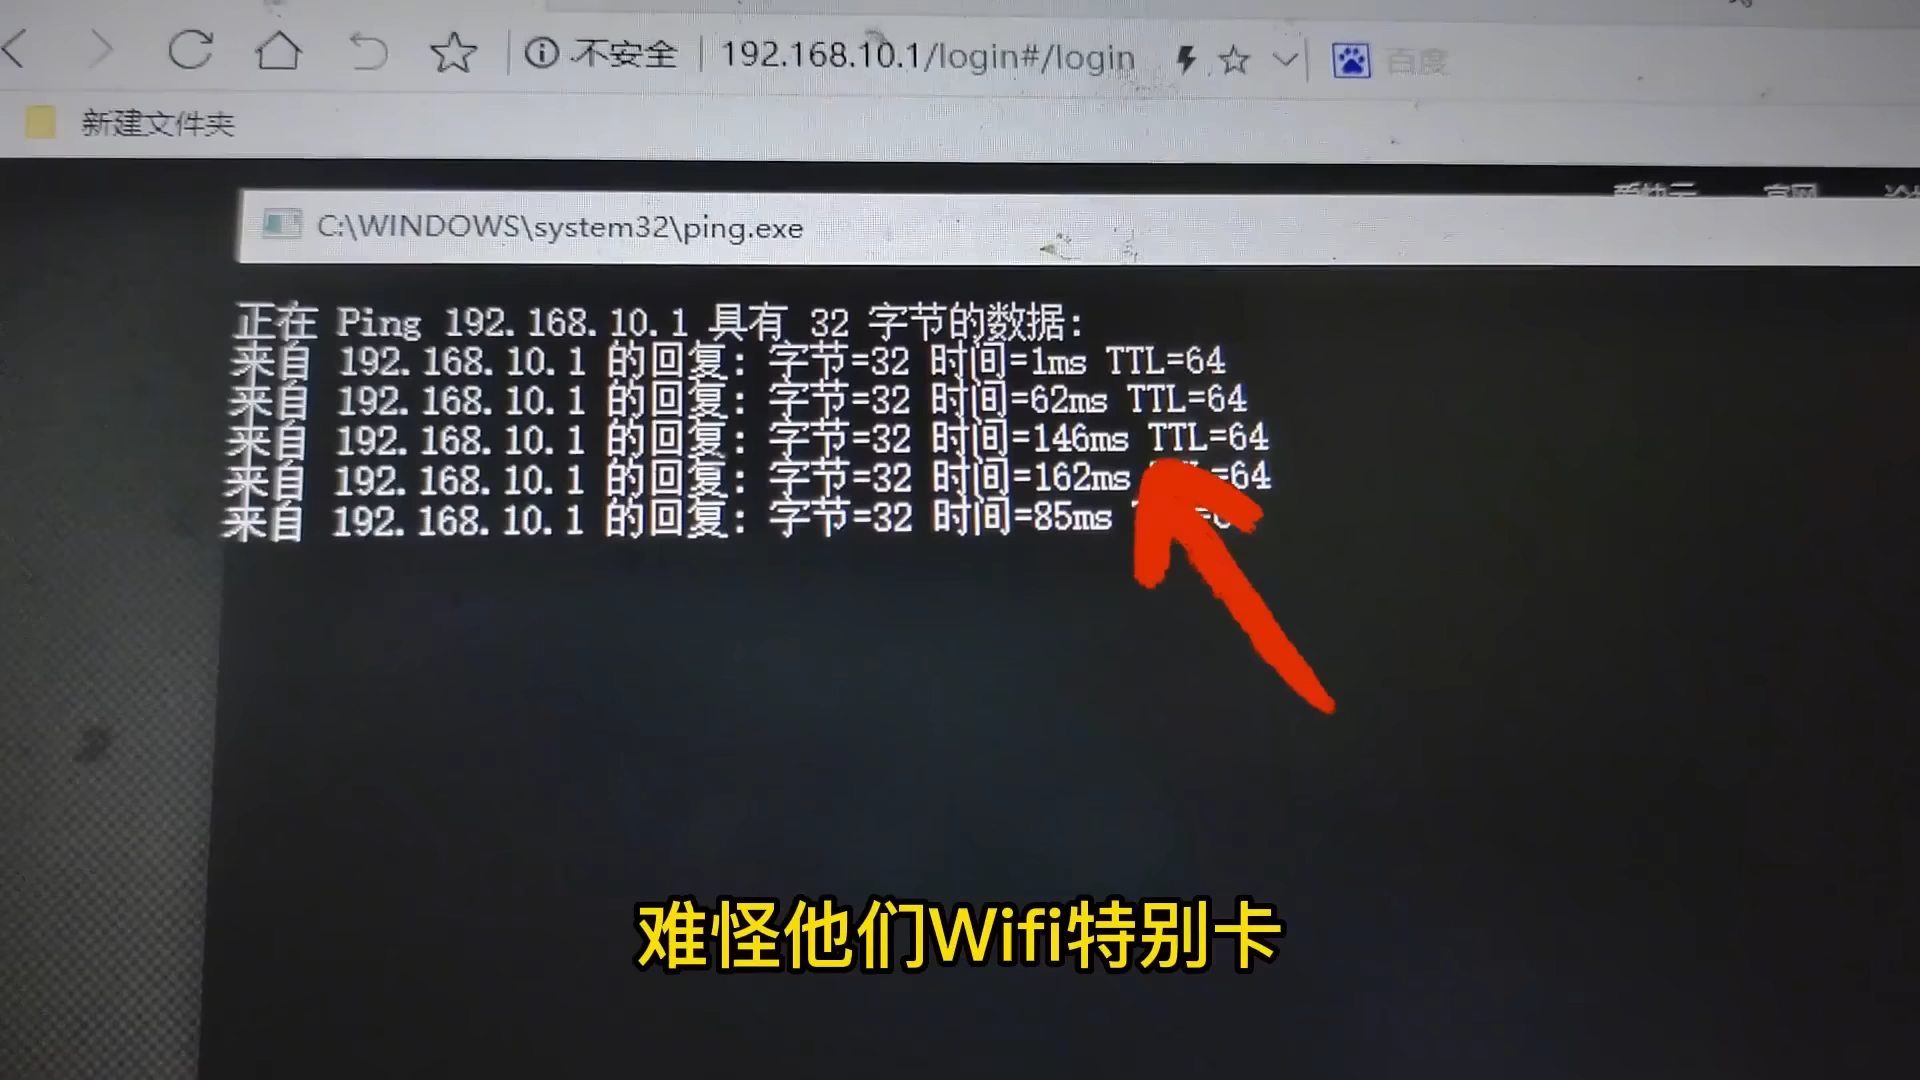 不安全 | 192.168.10.1/login#/login 百度
新建文件夹
官网
C:\WINDOWS\system32\ping.exe
正在 Ping 192.168.10.1 具有 32 字节的数据:
来自 192.168.10.1 的回复: 字节=32 时间=1ms TTL=64
来自 192.168.10.1 的回复: 字节=32 时间=62ms TTL=64
来自 192.168.10.1 的回复: 字节=32 时间=146ms TTL=64
来自 192.168.10.1 的回复: 字节=32 时间=162ms =64
来自 192.168.10.1 的回复: 字节=32 时间=85ms
难怪他们Wifi特别卡